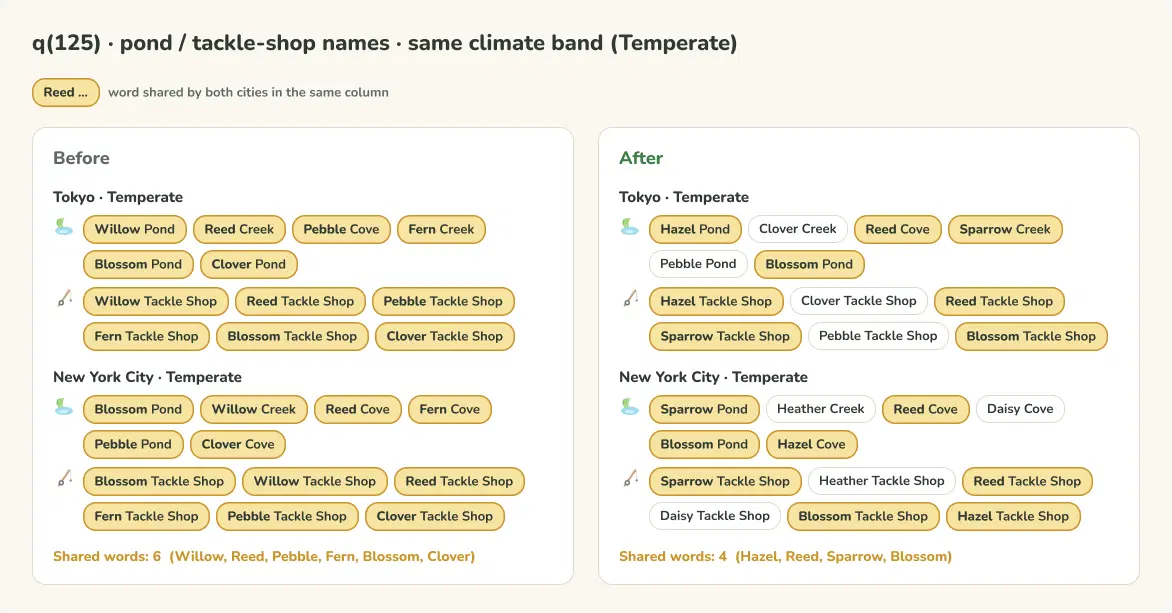 q(125) · pond / tackle-shop names · same climate band (Temperate)
Reed ... word shared by both cities in the same column
Before
Tokyo · Temperate
Willow Pond Reed Creek Pebble Cove Fern Creek
Blossom Pond Clover Pond
Willow Tackle Shop Reed Tackle Shop Pebble Tackle Shop
Fern Tackle Shop Blossom Tackle Shop Clover Tackle Shop
New York City · Temperate
Blossom Pond Willow Creek Reed Cove Fern Cove
Pebble Pond Clover Cove
Blossom Tackle Shop Willow Tackle Shop Reed Tackle Shop
Fern Tackle Shop Pebble Tackle Shop Clover Tackle Shop
Shared words: 6 (Willow, Reed, Pebble, Fern, Blossom, Clover)
After
Tokyo · Temperate
Hazel Pond Clover Creek Reed Cove Sparrow Creek
Pebble Pond Blossom Pond
Hazel Tackle Shop Clover Tackle Shop Reed Tackle Shop
Sparrow Tackle Shop Pebble Tackle Shop Blossom Tackle Shop
New York City · Temperate
Sparrow Pond Heather Creek Reed Cove Daisy Cove
Blossom Pond Hazel Cove
Sparrow Tackle Shop Heather Tackle Shop Reed Tackle Shop
Daisy Tackle Shop Blossom Tackle Shop Hazel Tackle Shop
Shared words: 4 (Hazel, Reed, Sparrow, Blossom)